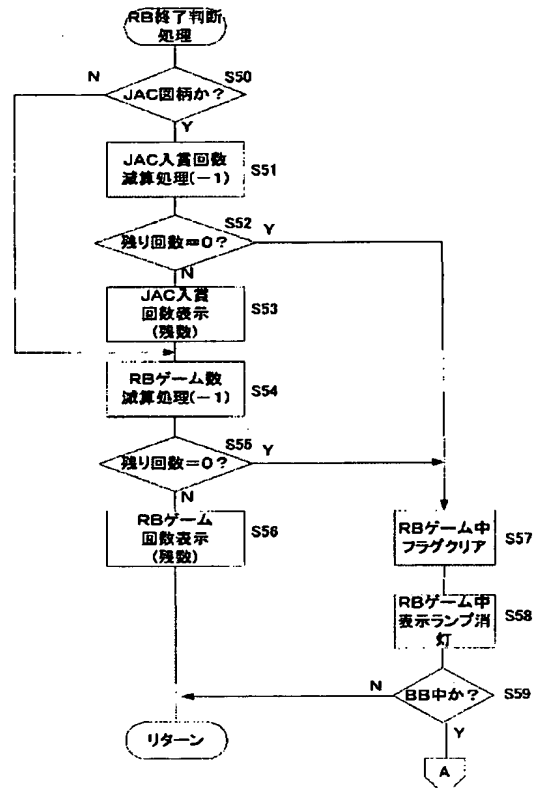 RB終了判断
処理
S50
N
JAC図柄か?
Y
JAC入賞回数
減算処理(-1)
S51
S52
Y
残り回数=0?
N
JAC入賞
回数表示
(残数)
S53
RBゲーム数
減算処理(-1)
S54
S55
Y
残り回数=0?
N
RBゲーム
回数表示
(残数)
S56
RBゲーム中
フラグクリア
S57
RBゲーム中
表示ランプ消
灯
S58
N
BB中か?
S59
Y
リターン
A